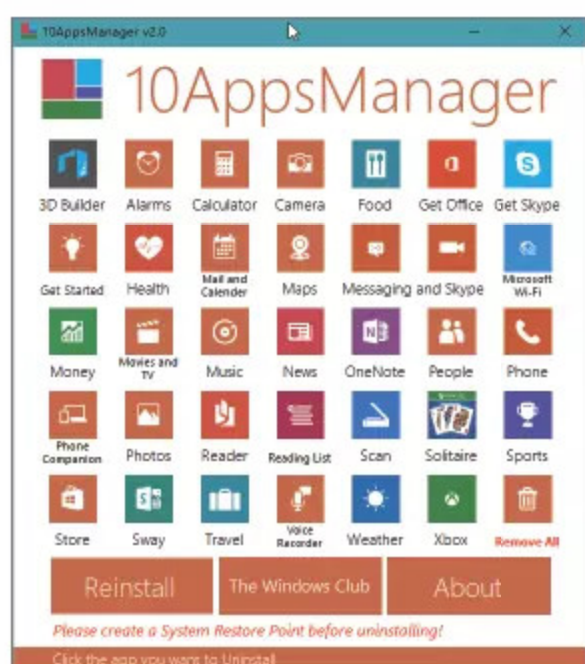 10AppsManager v2.0
10AppsManager
3D Builder Alarms Calculator Camera Food Get Office Get Skype
Get Started Health Mail and Calender Maps Messaging and Skype Microsoft Wi-Fi
Money Movies and TV Music News OneNote People Phone
Phone Companion Photos Reader Reading List Scan Solitaire Sports
Store Sway Travel Voice Recorder Weather Xbox Remove All
Reinstall The Windows Club About
Please create a System Restore Point before uninstalling!
Click the app you want to Uninstall